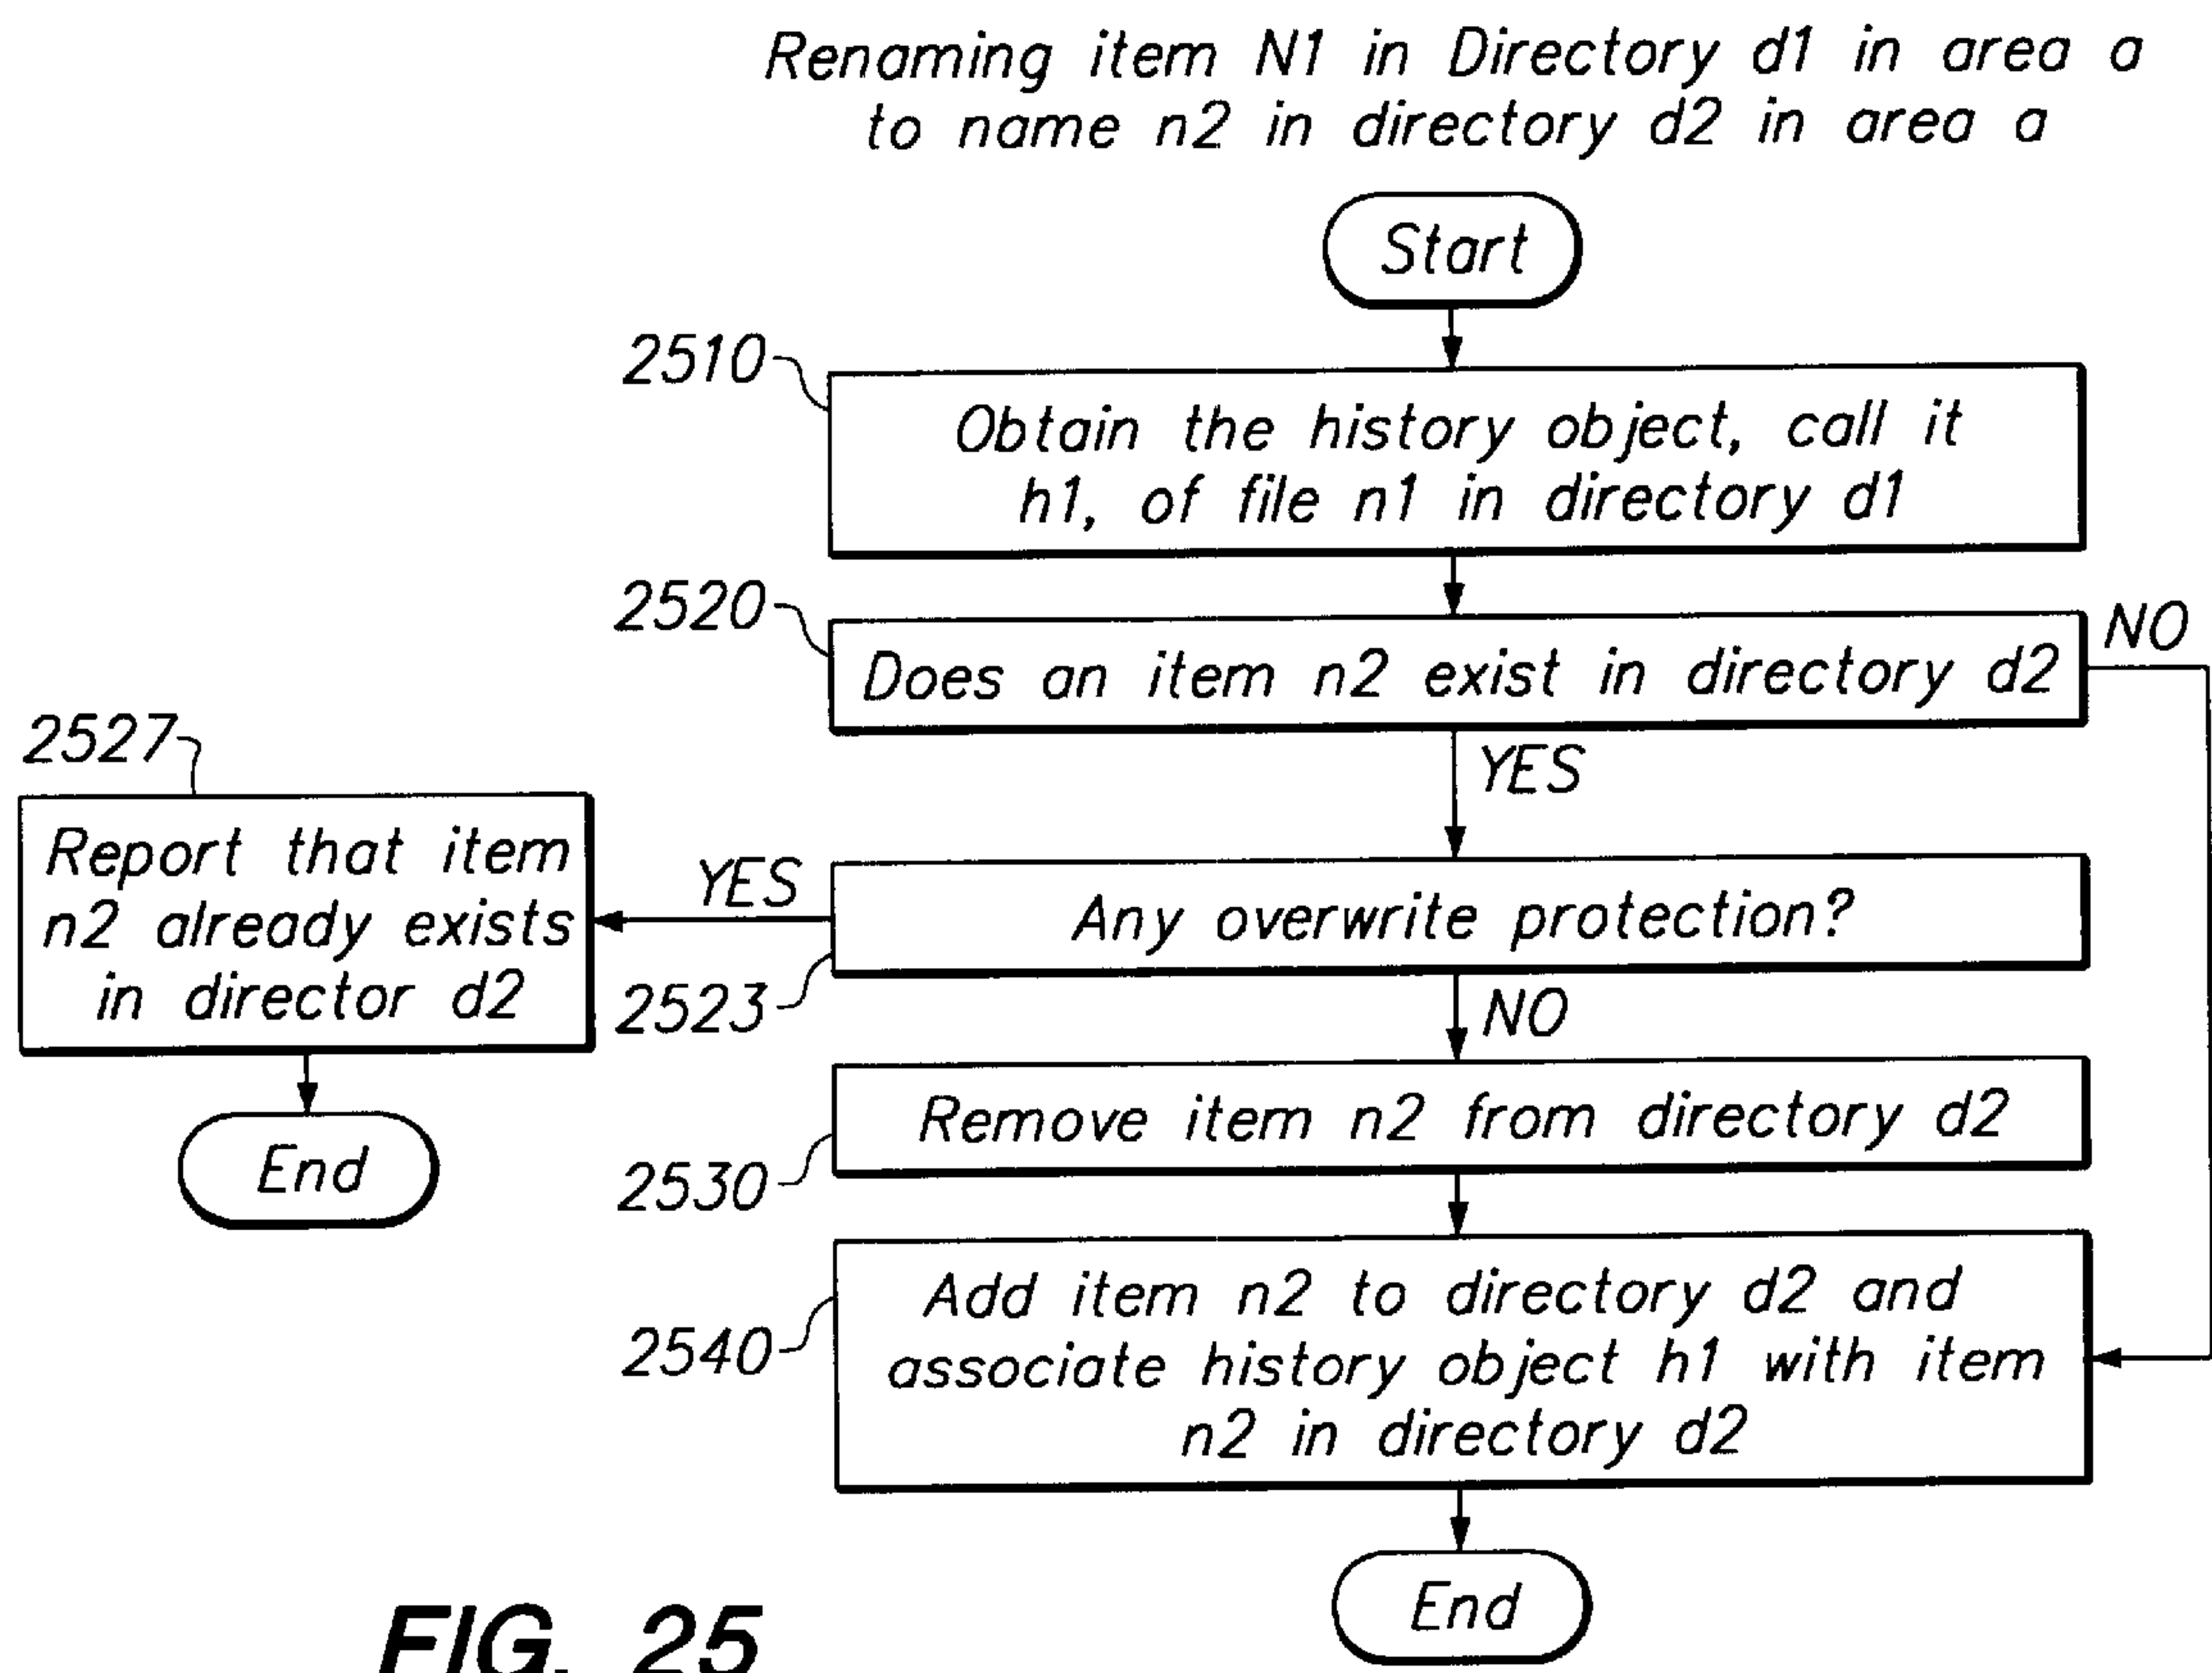 Renaming item N1 in Directory d1 in area a
to name n2 in directory d2 in area a
Start
2510
Obtain the history object, call it
h1, of file n1 in directory d1
2520
Does an item n2 exist in directory d2
NO
YES
2527
Report that item
n2 already exists
in director d2
End
YES
Any overwrite protection?
2523
NO
Remove item n2 from directory d2
2530
Add item n2 to directory d2 and
associate history object h1 with item
n2 in directory d2
2540
End
FIG. 25